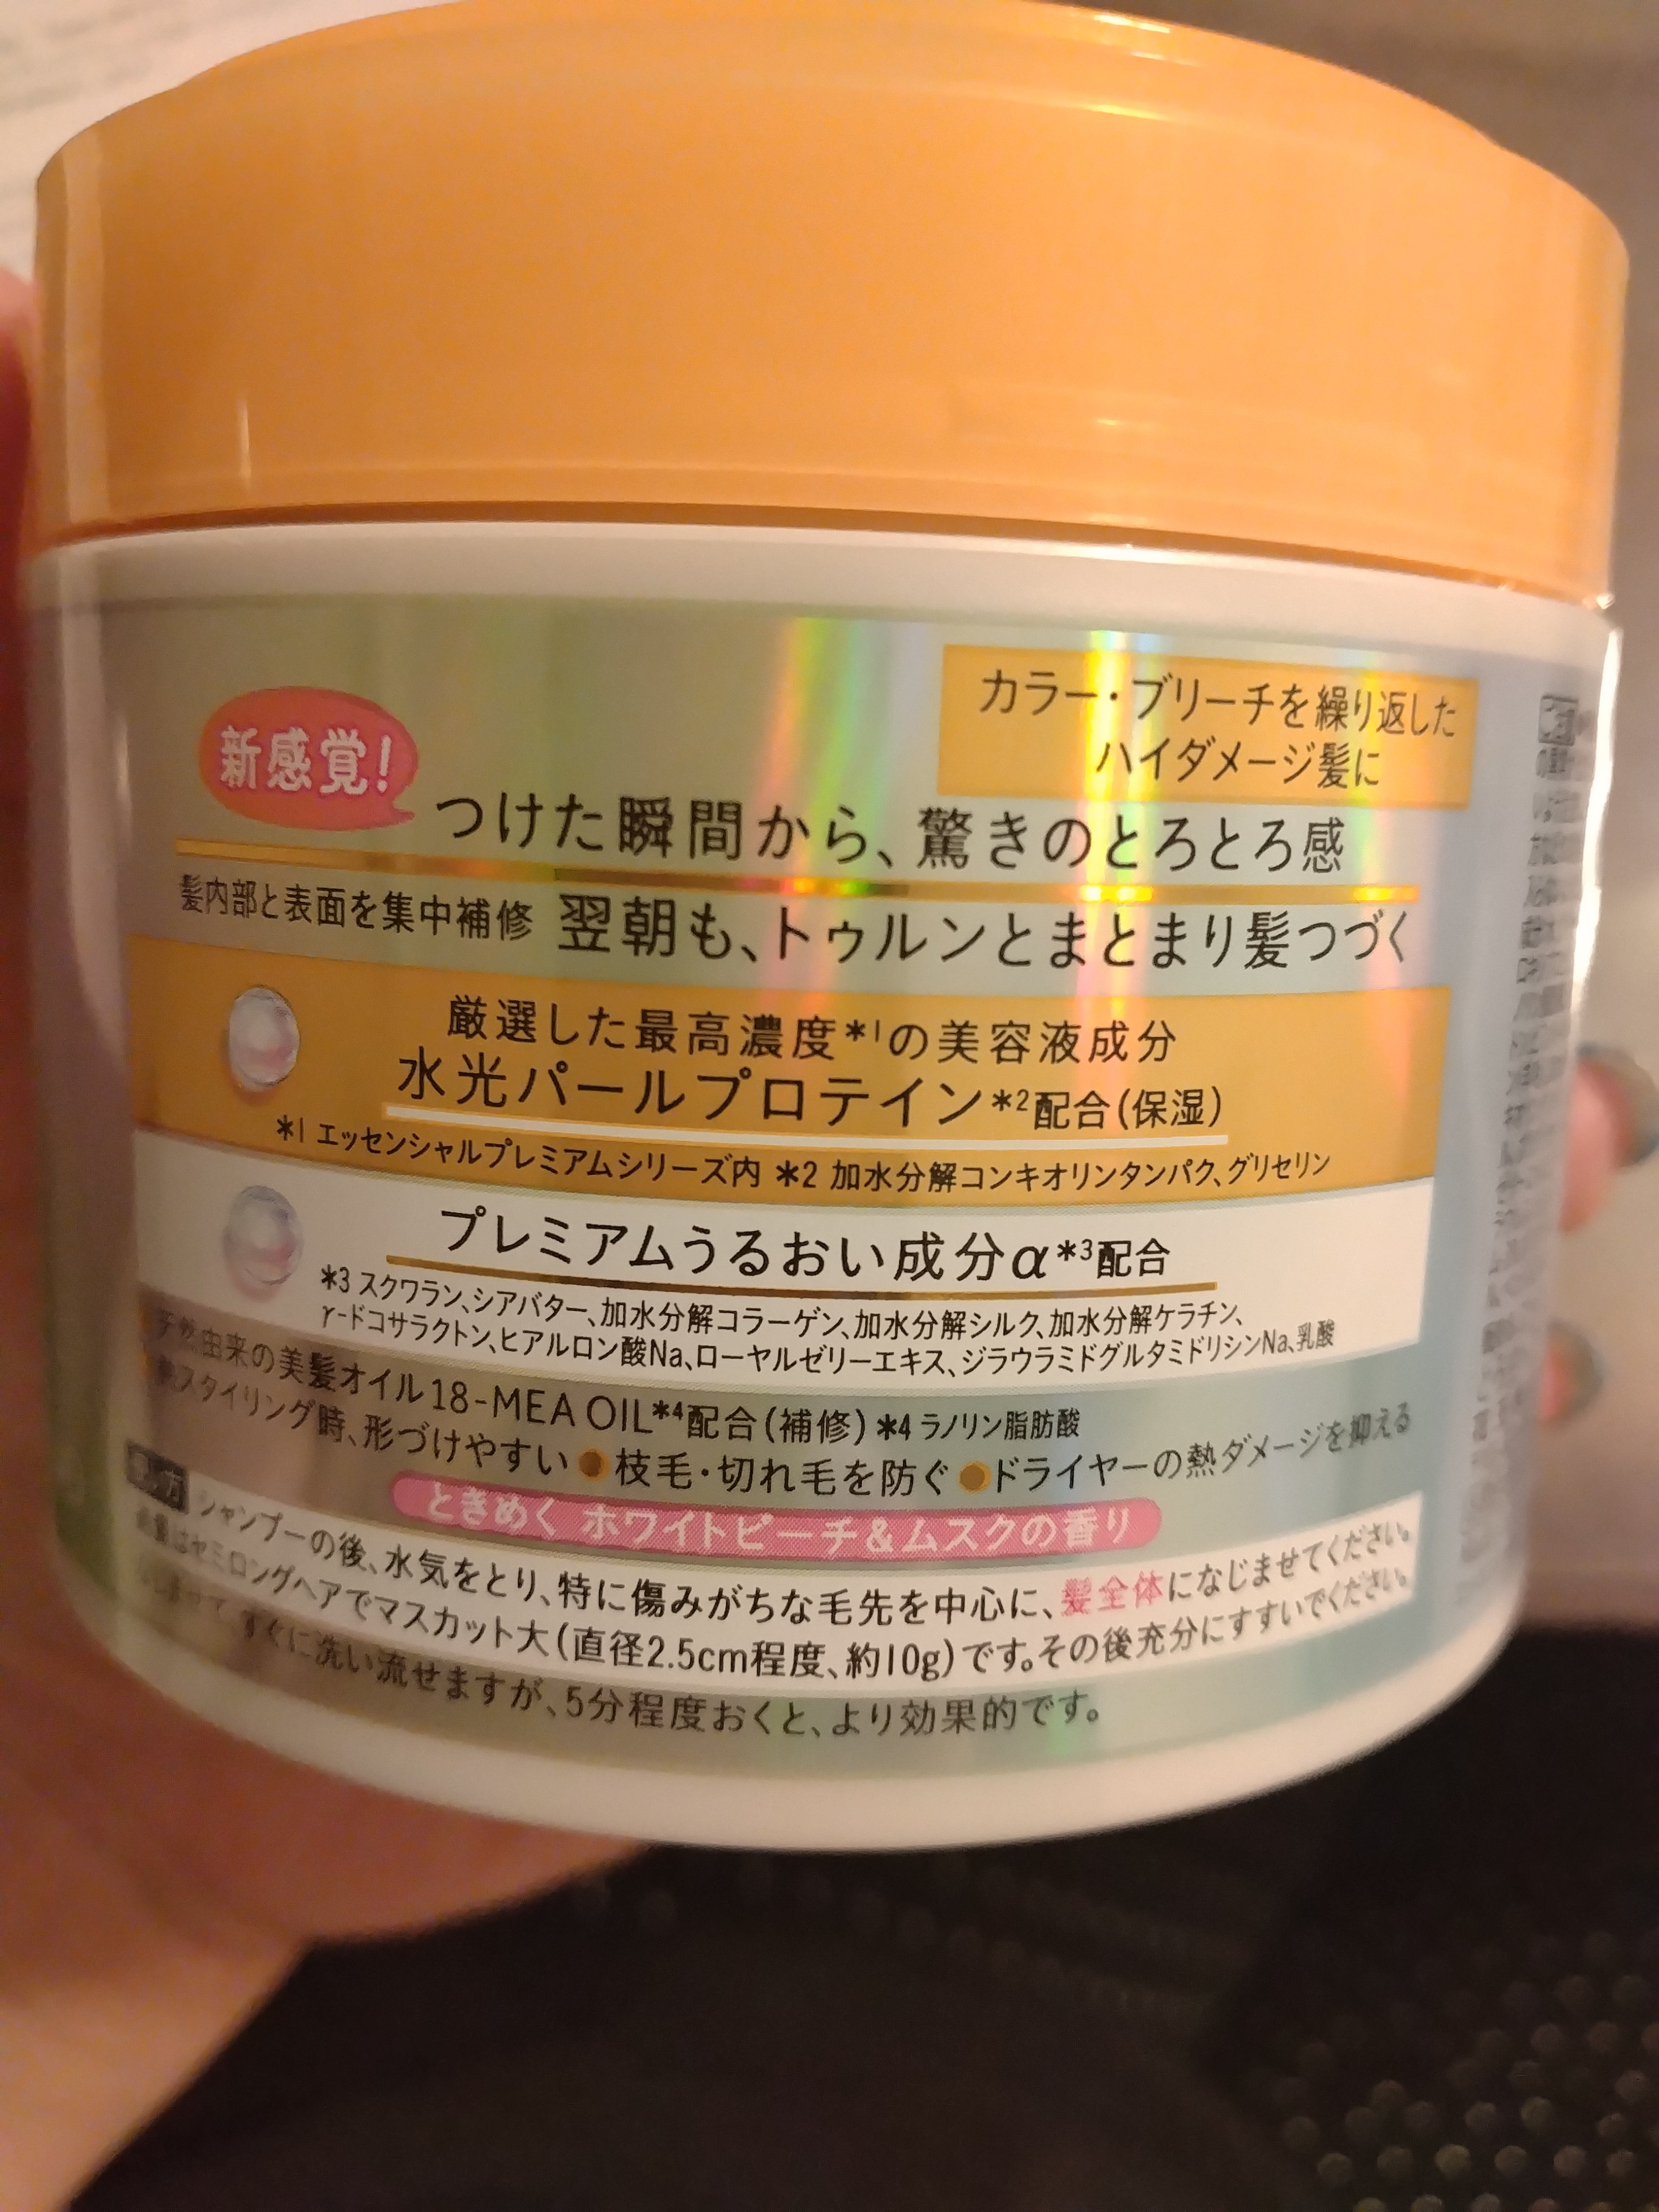 カラー・ブリーチを繰り返した
ハイダメージ髪に
新感覚!
つけた瞬間から、驚きのとろとろ感
髪内部と表面を集中補修 翌朝も、トゥルンとまとまり髪つづく
厳選した最高濃度*1の美容液成分
水光パールプロテイン*2配合(保湿)
*1 エッセンシャルプレミアムシリーズ内 *2 加水分解コンキオリンタンパク、グリセリン
プレミアムうるおい成分α*3配合
*3 スクワラン、シアバター、加水分解コラーゲン、加水分解シルク、加水分解ケラチン、
γ-ドコサラクトン、ヒアルロン酸Na、ローヤルゼリーエキス、ジラウラミドグルタミドリシンNa、乳酸
天然由来の美髪オイル18-MEA OIL*4配合(補修) *4 ラノリン脂肪酸
熱スタイリング時、形づけやすい ●枝毛・切れ毛を防ぐ ●ドライヤーの熱ダメージを抑える
ときめく ホワイトピーチ&ムスクの香り
使い方 シャンプーの後、水気をとり、特に傷みがちな毛先を中心に、髪全体になじませてください。
はセミロングヘアでマスカット大(直径2.5cm程度、約10g)です。その後充分にすすいでください。
すぐに洗い流せますが、5分程度おくと、より効果的です。